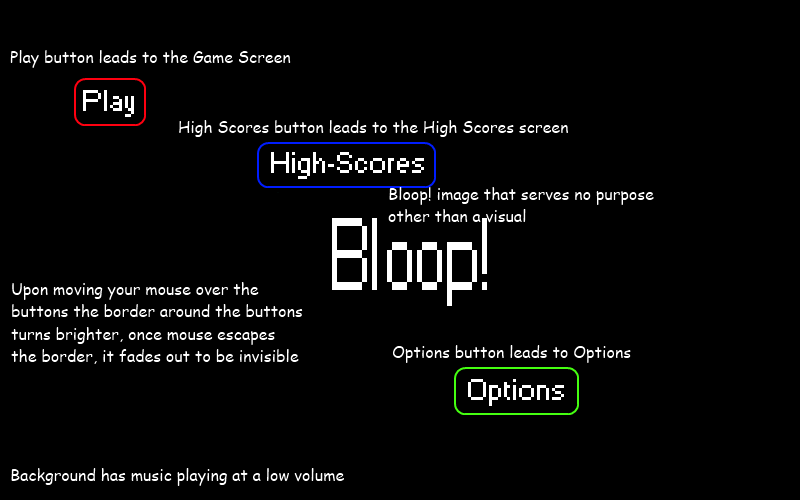 Play button leads to the Game Screen
Play
High Scores button leads to the High Scores screen
High-Scores
Bloop! image that serves no purpose
other than a visual
Bloop!
Upon moving your mouse over the
buttons the border around the buttons
turns brighter, once mouse escapes
the border, it fades out to be invisible
Options button leads to Options
Options
Background has music playing at a low volume